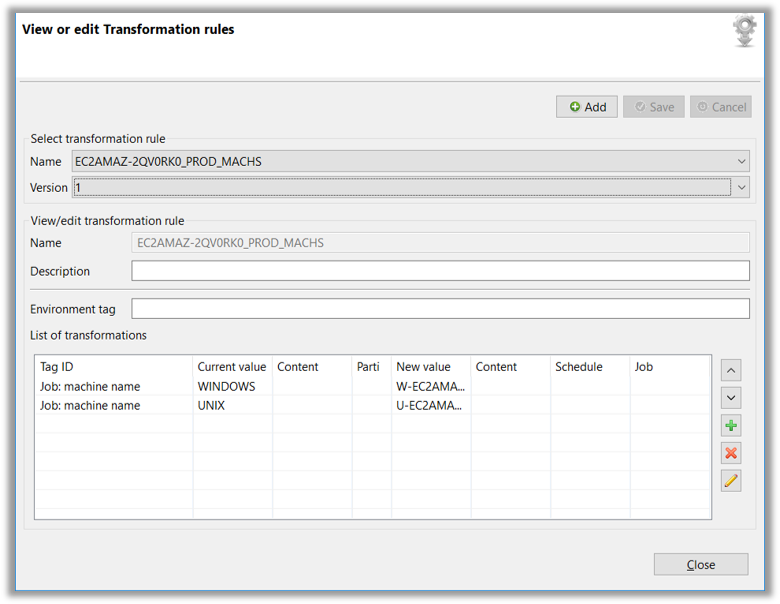 View or edit Transformation rules
Add Save Cancel
Select transformation rule
Name EC2AMAZ-2QV0RK0_PROD_MACHS
Version 1
View/edit transformation rule
Name EC2AMAZ-2QV0RK0_PROD_MACHS
Description
Environment tag
List of transformations
Tag ID Current value Content Parti New value Content Schedule Job
Job: machine name WINDOWS W-EC2AMA...
Job: machine name UNIX U-EC2AMA...
Close